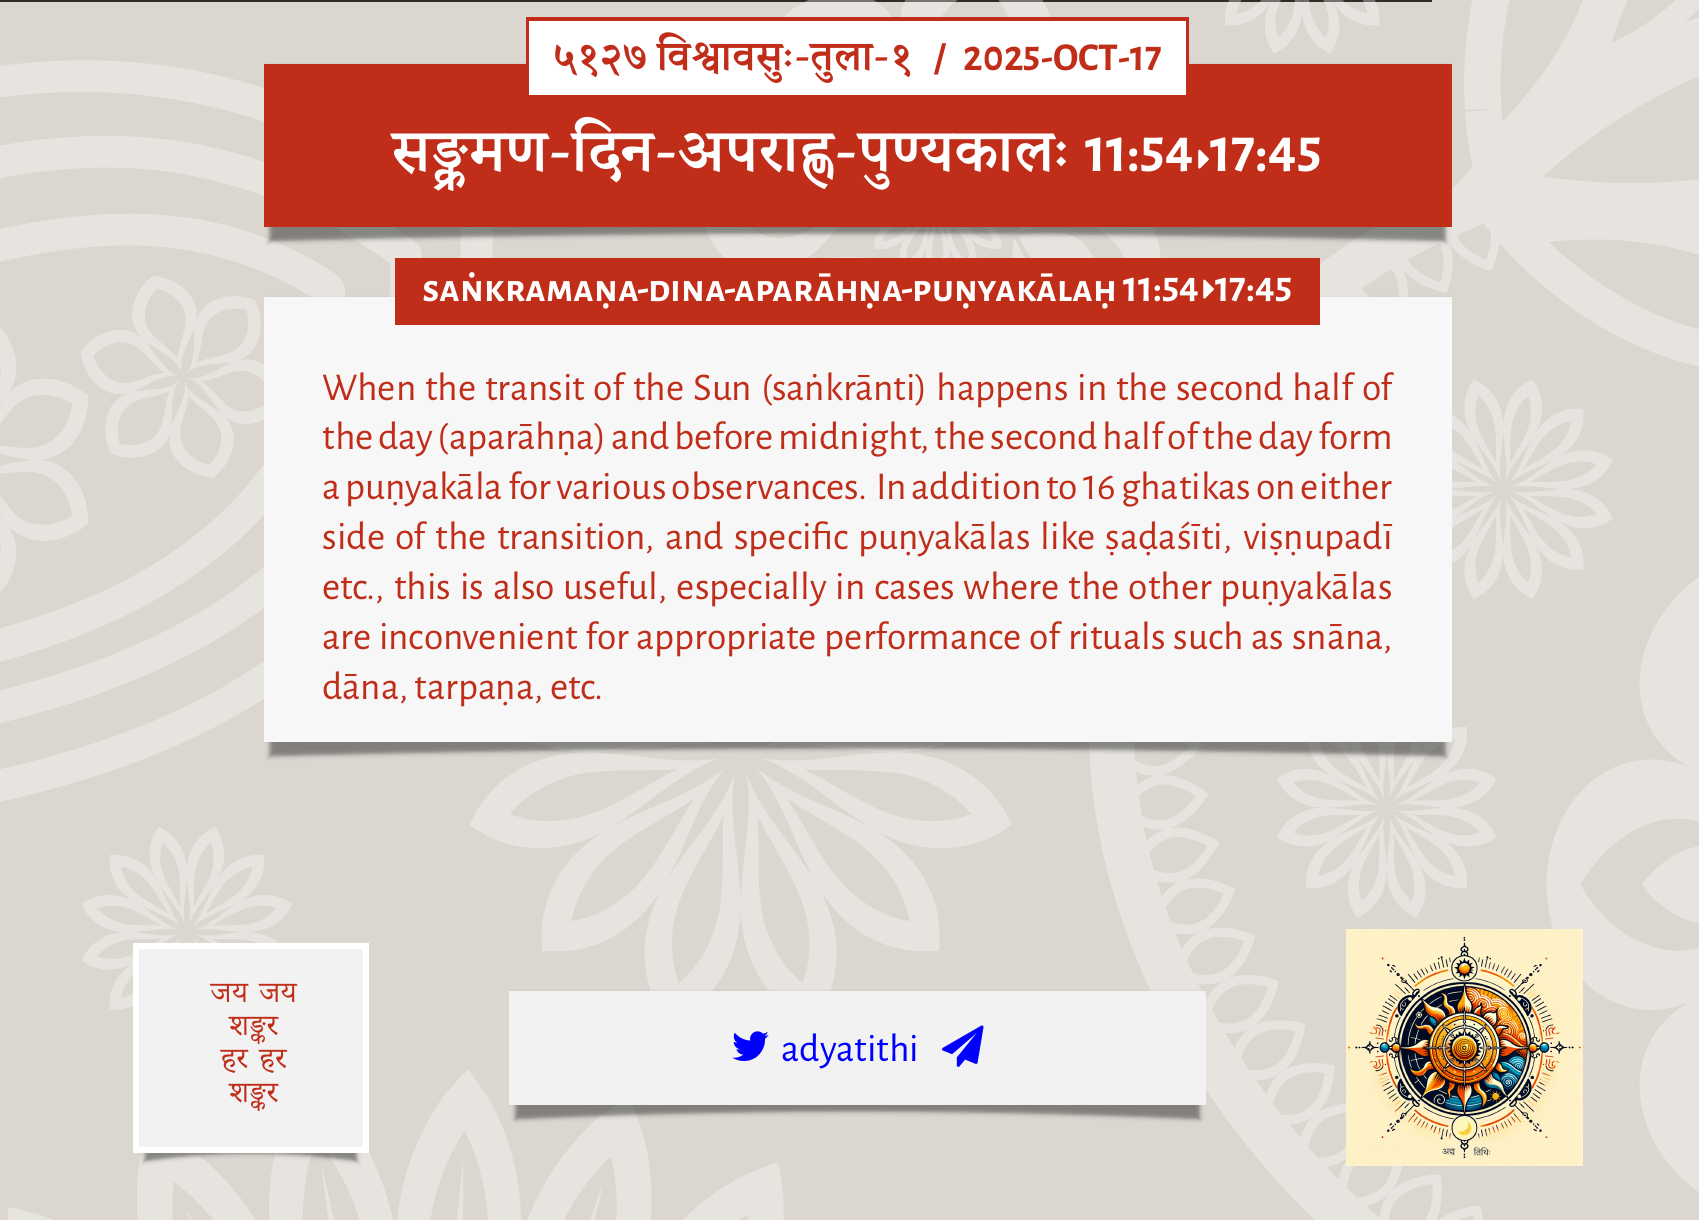 ५१२७ विश्वावसुः-तुला-१ / 2025-OCT-17
सङ्क्रमण-दिन-अपराह्ण-पुण्यकालः 11:54▸17:45
SAṄKRAMAṆA-DINA-APARĀHṆA-PUṆYAKĀLAḤ 11:54▸17:45
When the transit of the Sun (saṅkrānti) happens in the second half of
the day (aparāhṇa) and before midnight, the second half of the day form
a puṇyakāla for various observances. In addition to 16 ghatikas on either
side of the transition, and specific puṇyakālas like ṣaḍaśīti, viṣṇupadī
etc., this is also useful, especially in cases where the other puṇyakālas
are inconvenient for appropriate performance of rituals such as snāna,
dāna, tarpaṇa, etc.
जय जय
शङ्कर
हर हर
शङ्कर
adyatithi
अद्य तिथिः